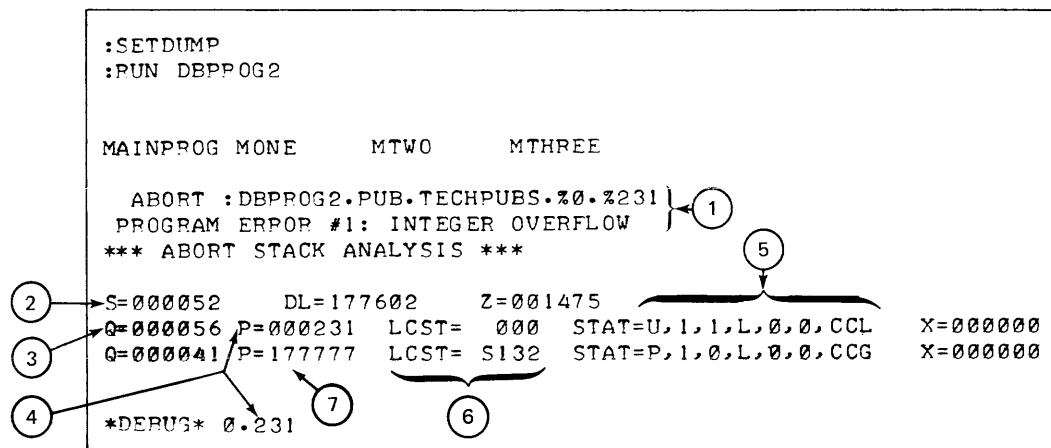 :SETDUMP
:RUN DBPROG2
MAINPROG MONE MTWO MTHREE
ABORT :DBPROG2.PUB.TECHPUBS.%0.%231
PROGRAM ERROR #1: INTEGER OVERFLOW
1
*** ABORT STACK ANALYSIS ***
5
2
S=000052 DL=177602 Z=001475
3
Q=000056 P=000231 LCST= 000 STAT=U,1,1,L,0,0,CCL X=000000
Q=000041 P=177777 LCST= S132 STAT=P,1,0,L,0,0,CCG X=000000
4
7
6
*DEBUG* 0.231